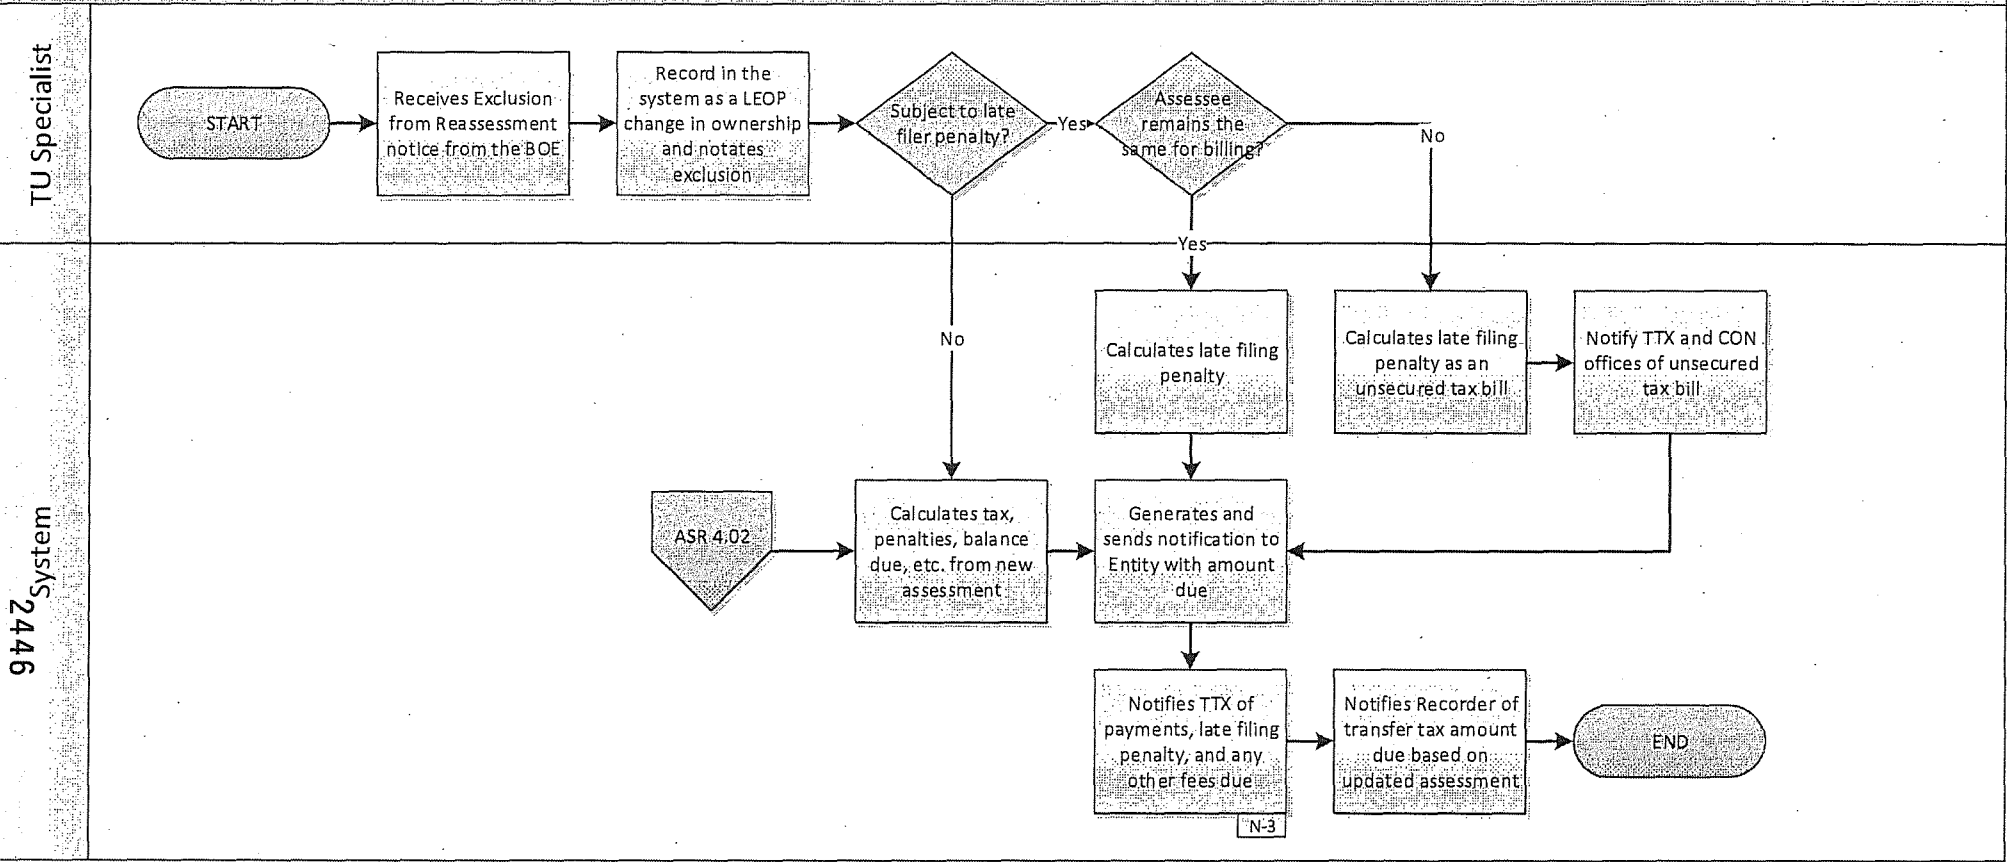 TU Specialist
START
Receives Exclusion
from Reassessment
notice from the BOE
Record in the
system as a LEOP
change in ownership
and notates
exclusion
Subject to late
filer penalty?
Yes
Assessee
remains the
same for billing?
No
Yes
No
System
2446
Calculates late filing
penalty
Calculates late filing
penalty as an
unsecured tax bill
Notify TTX and CON
offices of unsecured
tax bill
ASR 4.02
Calculates tax,
penalties, balance
due, etc. from new
assessment
Generates and
sends notification to
Entity with amount
due
Notifies TTX of
payments, late filing
penalty, and any
other fees due
N-3
Notifies Recorder of
transfer tax amount
due based on
updated assessment
END